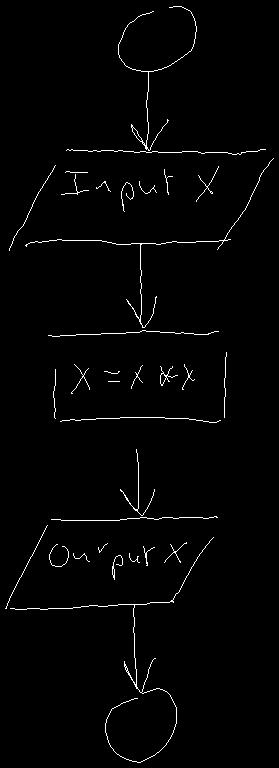 Input X
X = X * X
Output X